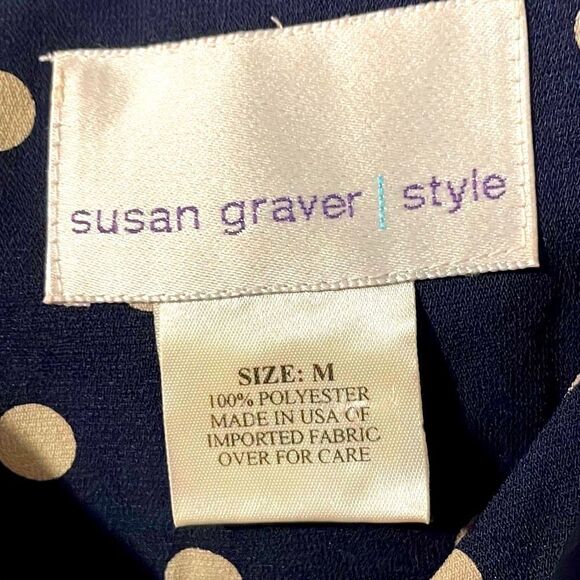 susan graver | style
SIZE: M
100% POLYESTER
MADE IN USA OF
IMPORTED FABRIC
OVER FOR CARE